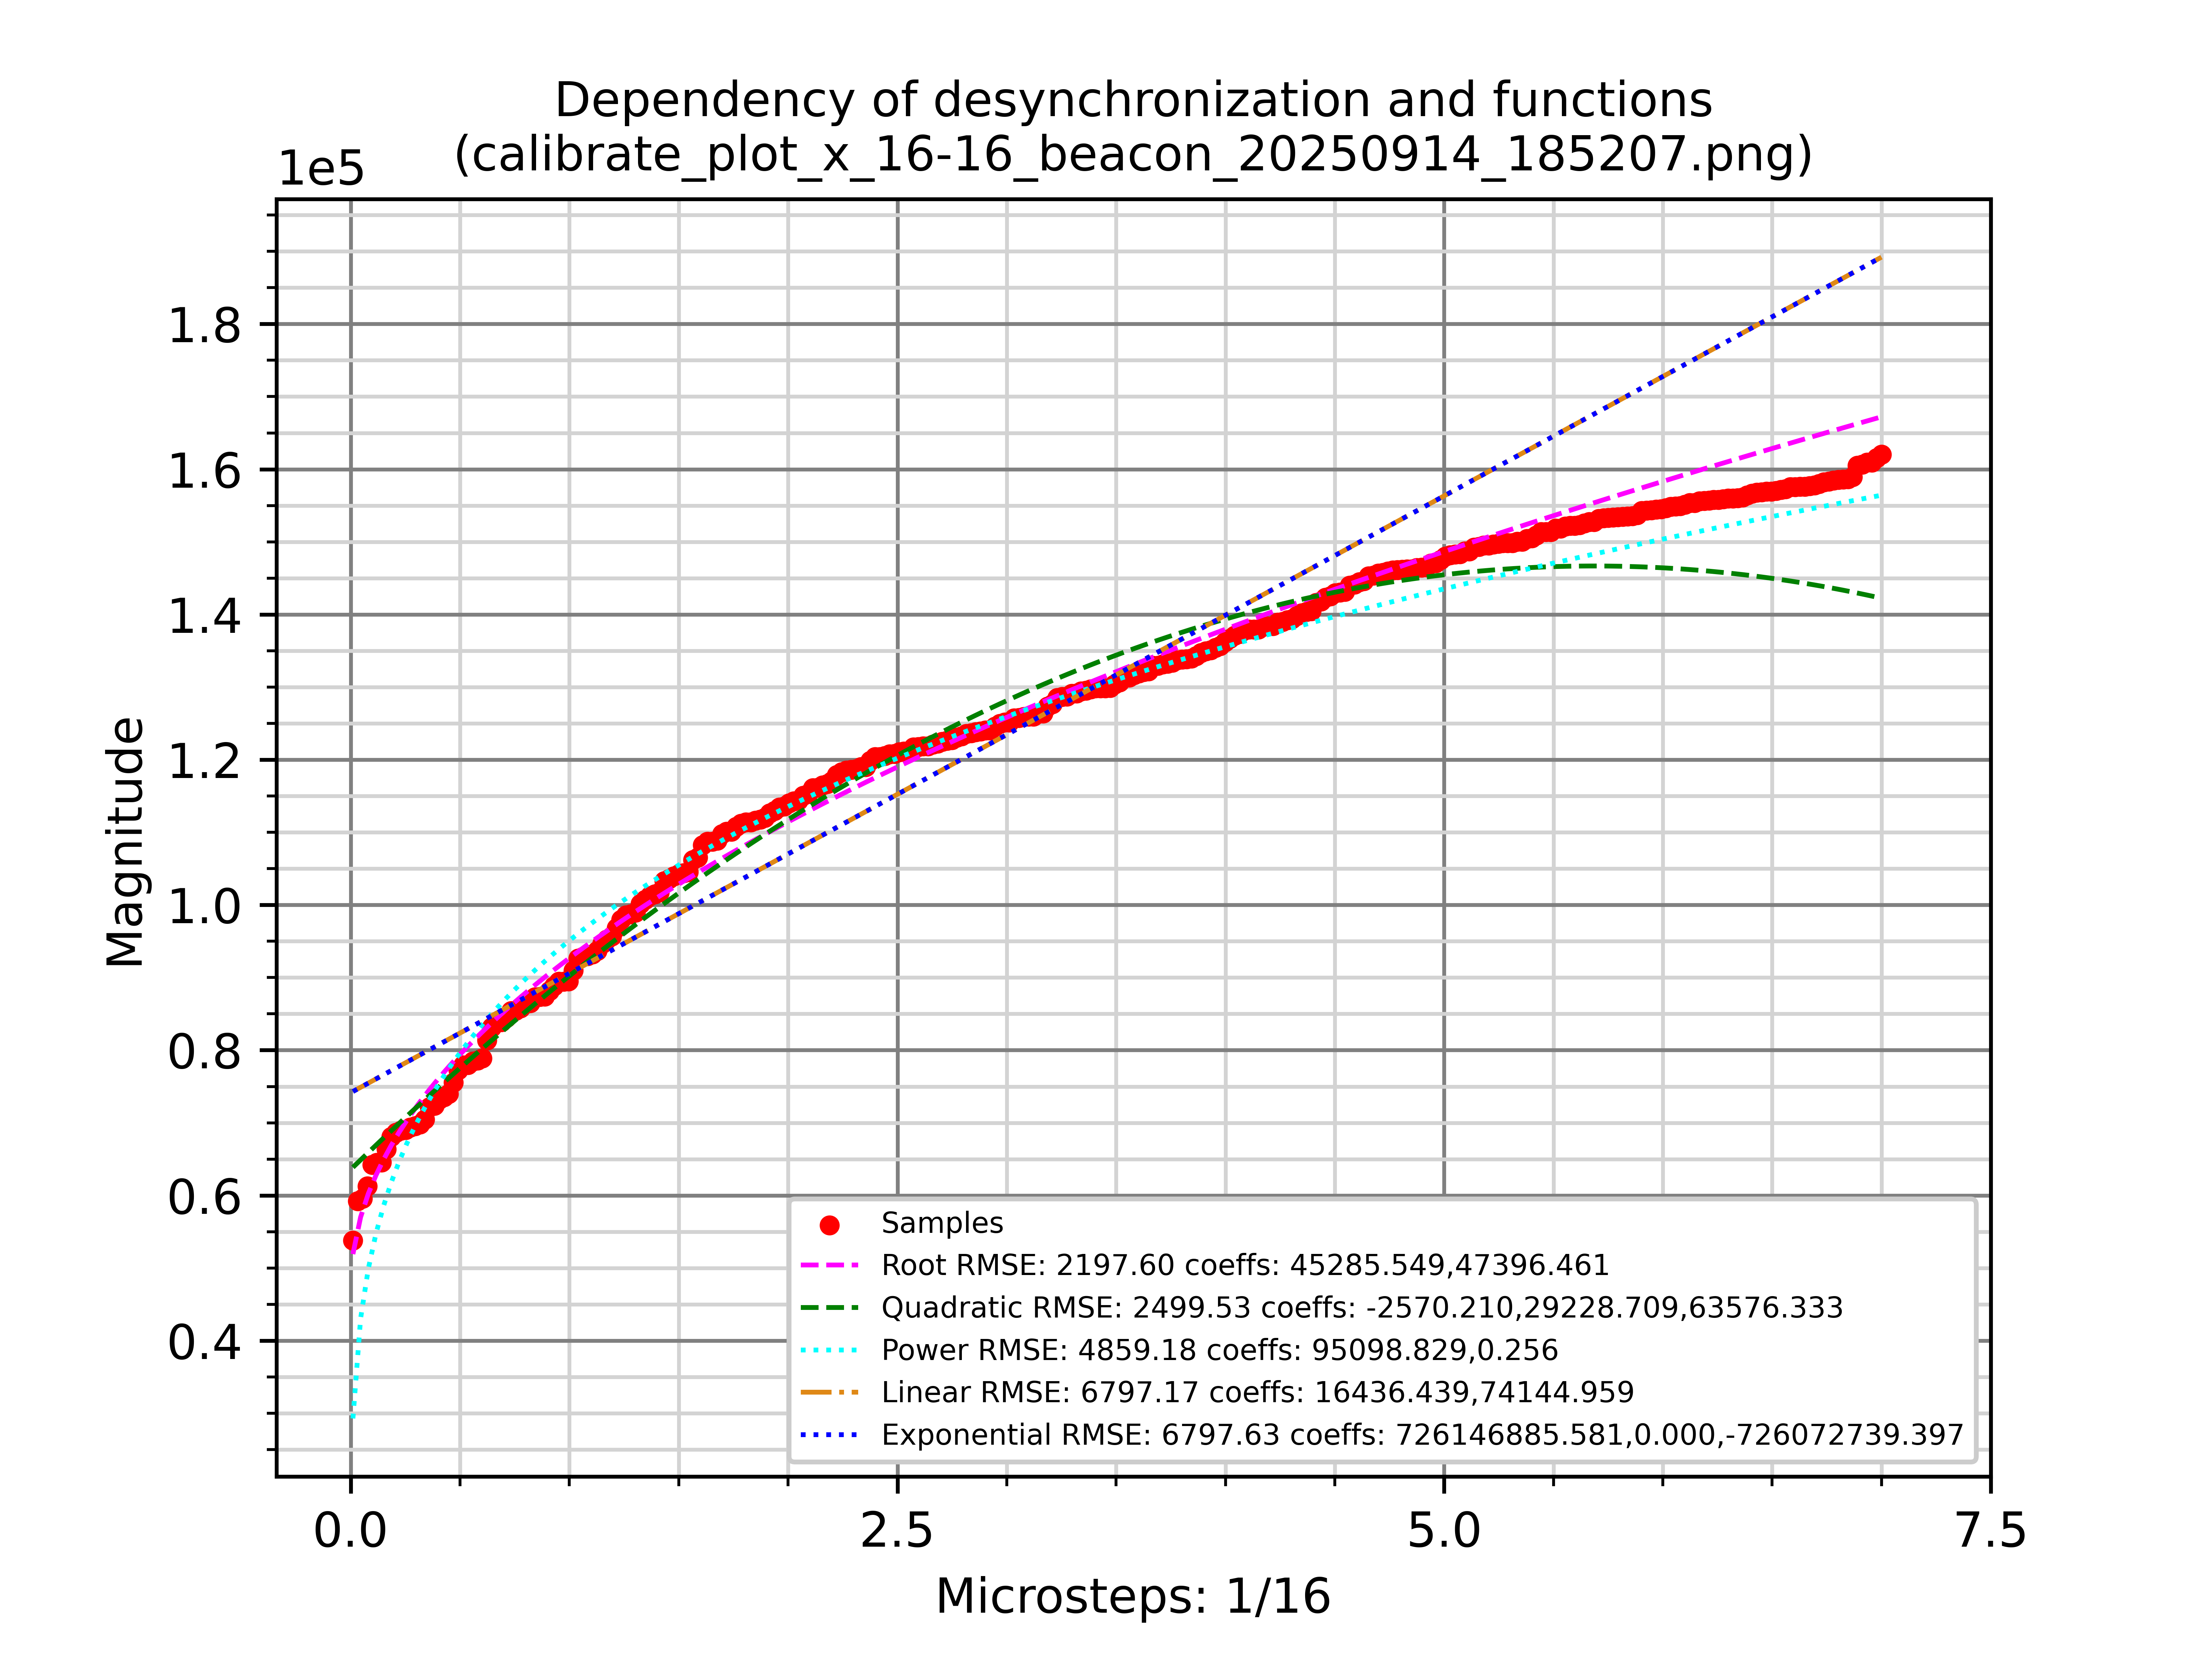 Dependency of desynchronization and functions
(calibrate_plot_x_16-16_beacon_20250914_185207.png)
1e5
1.8
1.6
1.4
1.2
1.0
0.8
0.6
0.4
Magnitude
Samples
Root RMSE: 2197.60 coeffs: 45285.549,47396.461
Quadratic RMSE: 2499.53 coeffs: -2570.210,29228.709,63576.333
Power RMSE: 4859.18 coeffs: 95098.829,0.256
Linear RMSE: 6797.17 coeffs: 16436.439,74144.959
Exponential RMSE: 6797.63 coeffs: 726146885.581,0.000,-726072739.397
0.0 2.5 5.0 7.5
Microsteps: 1/16